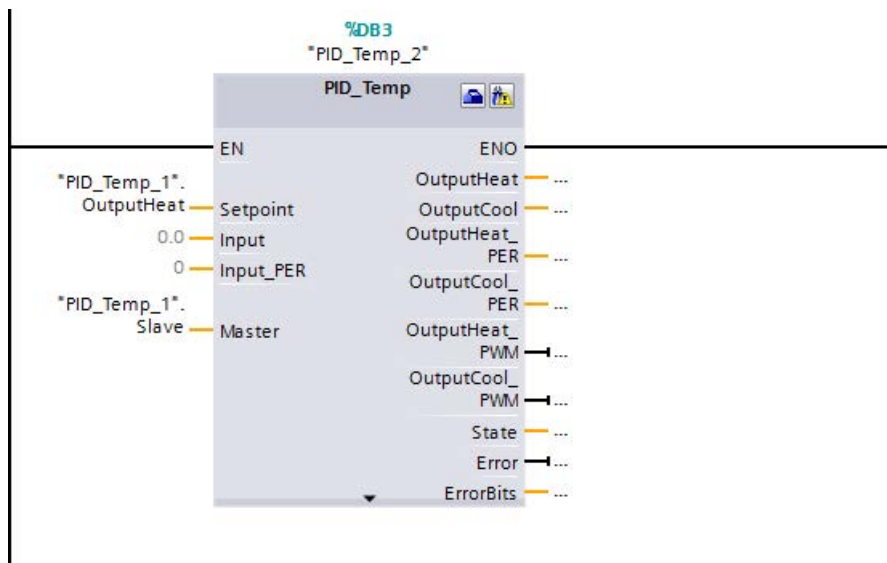 %DB3
"PID_Temp_2"
PID_Temp
EN ENO
"PID_Temp_1".
OutputHeat
Setpoint
0.0 Input
0 Input_PER
"PID_Temp_1".
Slave
Master
OutputHeat ...
OutputCool ...
OutputHeat_
PER ...
OutputCool_
PER ...
OutputHeat_
PWM ...
OutputCool_
PWM ...
State ...
Error ...
ErrorBits ...